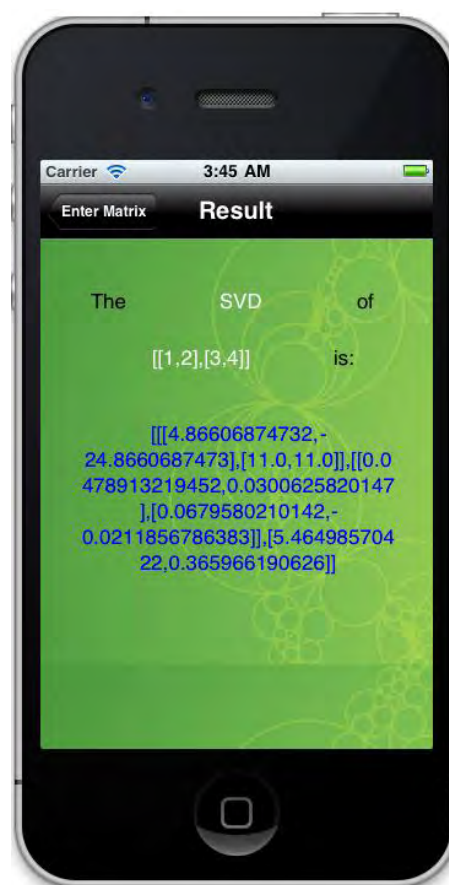 Carrier 3:45 AM
Enter Matrix Result
The SVD of
[[1,2],[3,4]] is:
[[[4.86606874732,-
24.8660687473],[11.0,11.0]],[[0.0
478913219452,0.0300625820147
],[0.0679580210142,-
0.0211856786383]],[5.464985704
22,0.365966190626]]